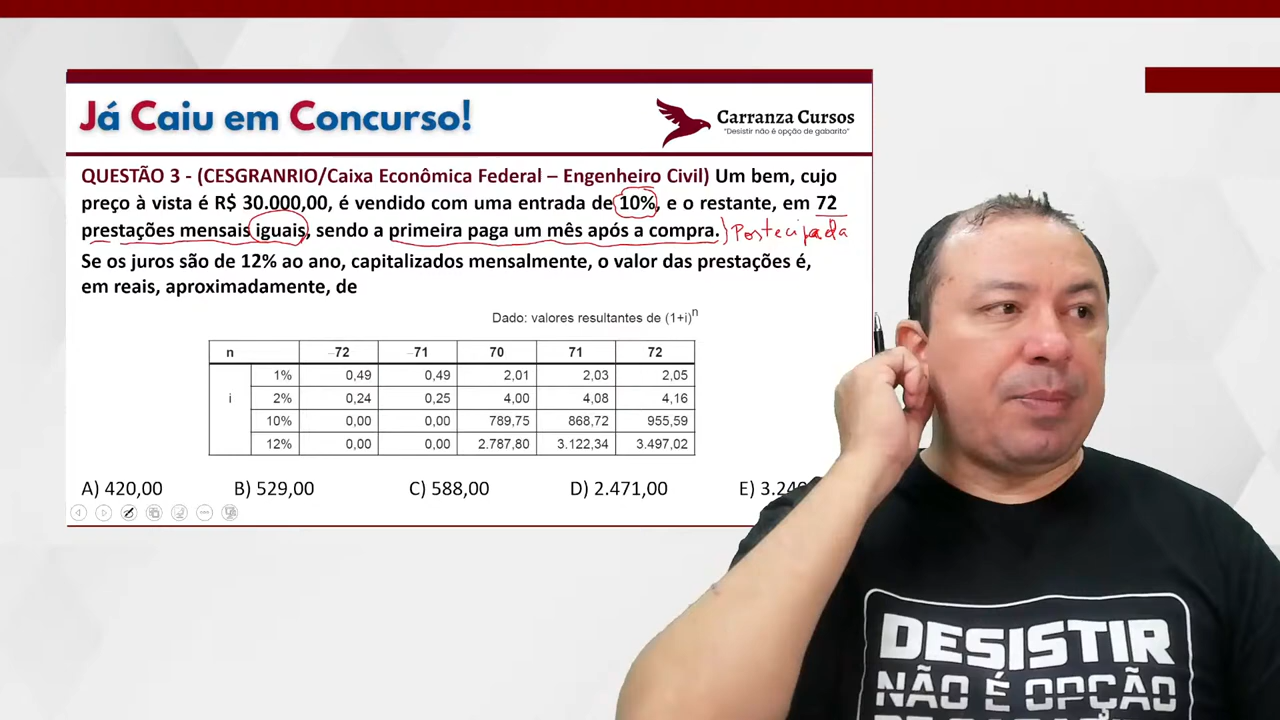 Já Caiu em Concurso!
Carranza Cursos
"Desistir não é opção de gabarito"
QUESTÃO 3 - (CESGRANRIO/Caixa Econômica Federal – Engenheiro Civil) Um bem, cujo
preço à vista é R$ 30.000,00, é vendido com uma entrada de 10%, e o restante, em 72
prestações mensais iguais, sendo a primeira paga um mês após a compra. } Postecipada
Se os juros são de 12% ao ano, capitalizados mensalmente, o valor das prestações é,
em reais, aproximadamente, de
Dado: valores resultantes de (1+i)^n
n –72 –71 70 71 72
1% 0,49 0,49 2,01 2,03 2,05
i 2% 0,24 0,25 4,00 4,08 4,16
10% 0,00 0,00 789,75 868,72 955,59
12% 0,00 0,00 2.787,80 3.122,34 3.497,02
A) 420,00 B) 529,00 C) 588,00 D) 2.471,00 E)
DESISTIR
NÃO É OPÇÃO